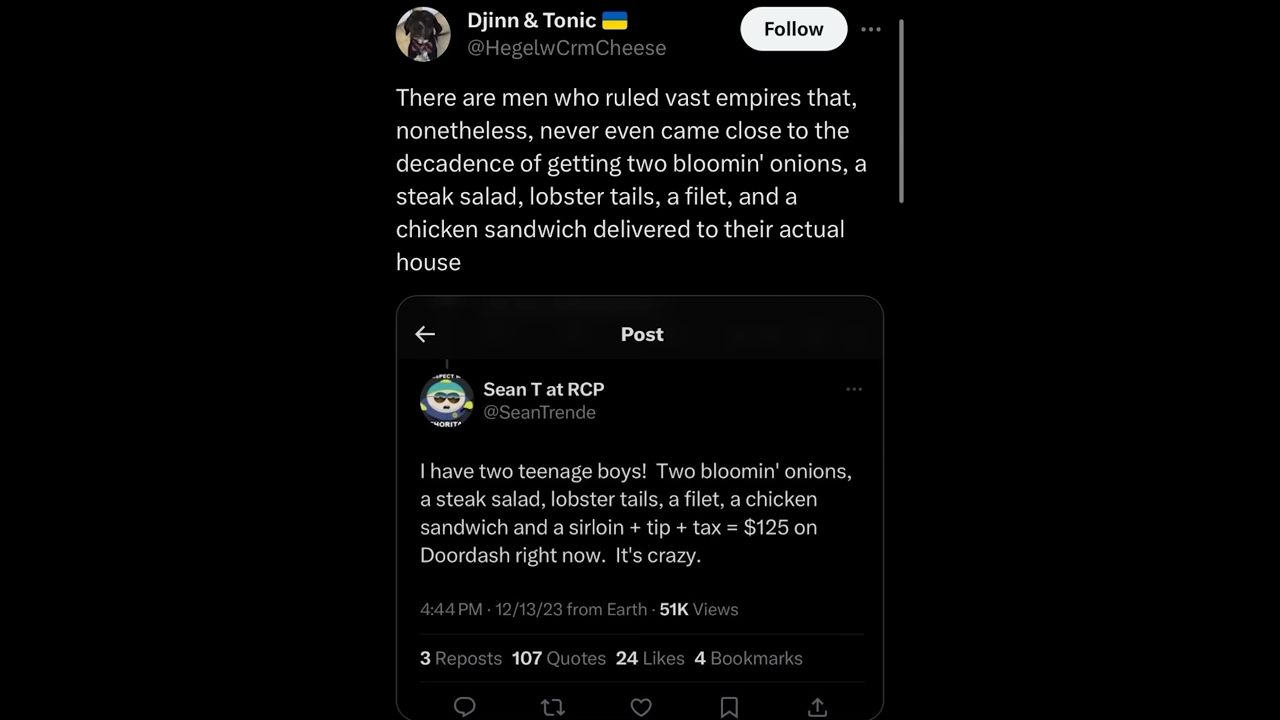 Djinn & Tonic 🇺🇦
@HegelwCrmCheese
Follow
There are men who ruled vast empires that,
nonetheless, never even came close to the
decadence of getting two bloomin' onions, a
steak salad, lobster tails, a filet, and a
chicken sandwich delivered to their actual
house
Post
Sean T at RCP
@SeanTrende
I have two teenage boys!  Two bloomin' onions,
a steak salad, lobster tails, a filet, a chicken
sandwich and a sirloin + tip + tax = $125 on
Doordash right now.  It's crazy.
4:44 PM · 12/13/23 from Earth · 51K Views
3 Reposts 107 Quotes 24 Likes 4 Bookmarks